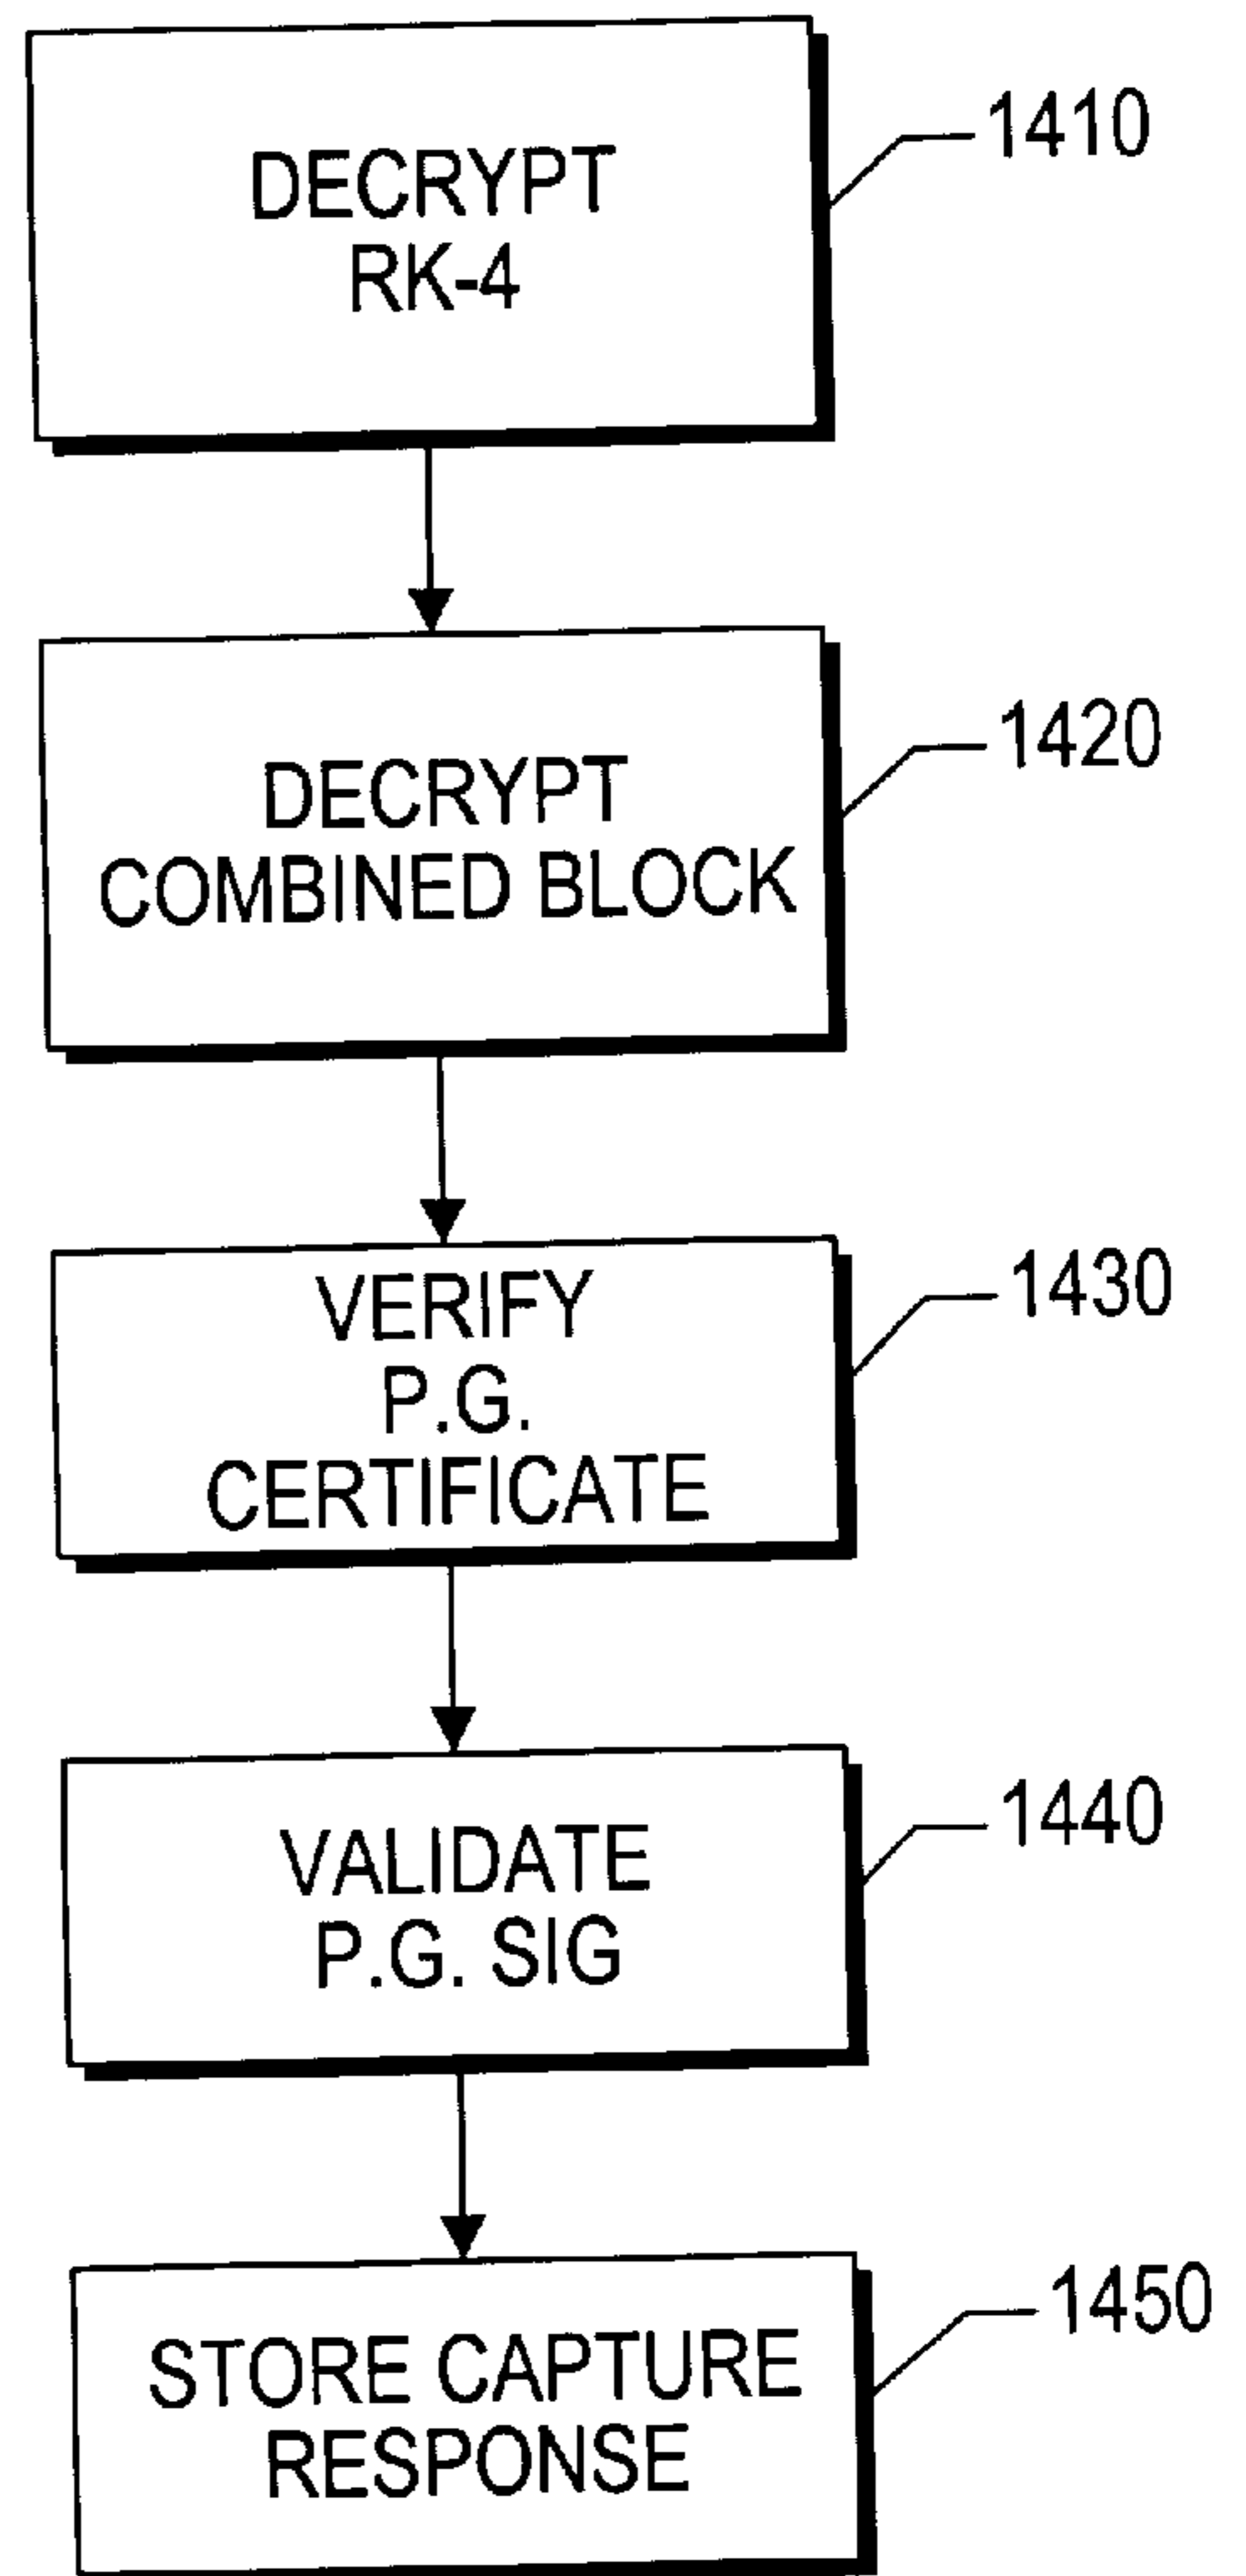 DECRYPT
RK-4
1410
DECRYPT
COMBINED BLOCK
1420
VERIFY
P.G.
CERTIFICATE
1430
VALIDATE
P.G. SIG
1440
STORE CAPTURE
RESPONSE
1450